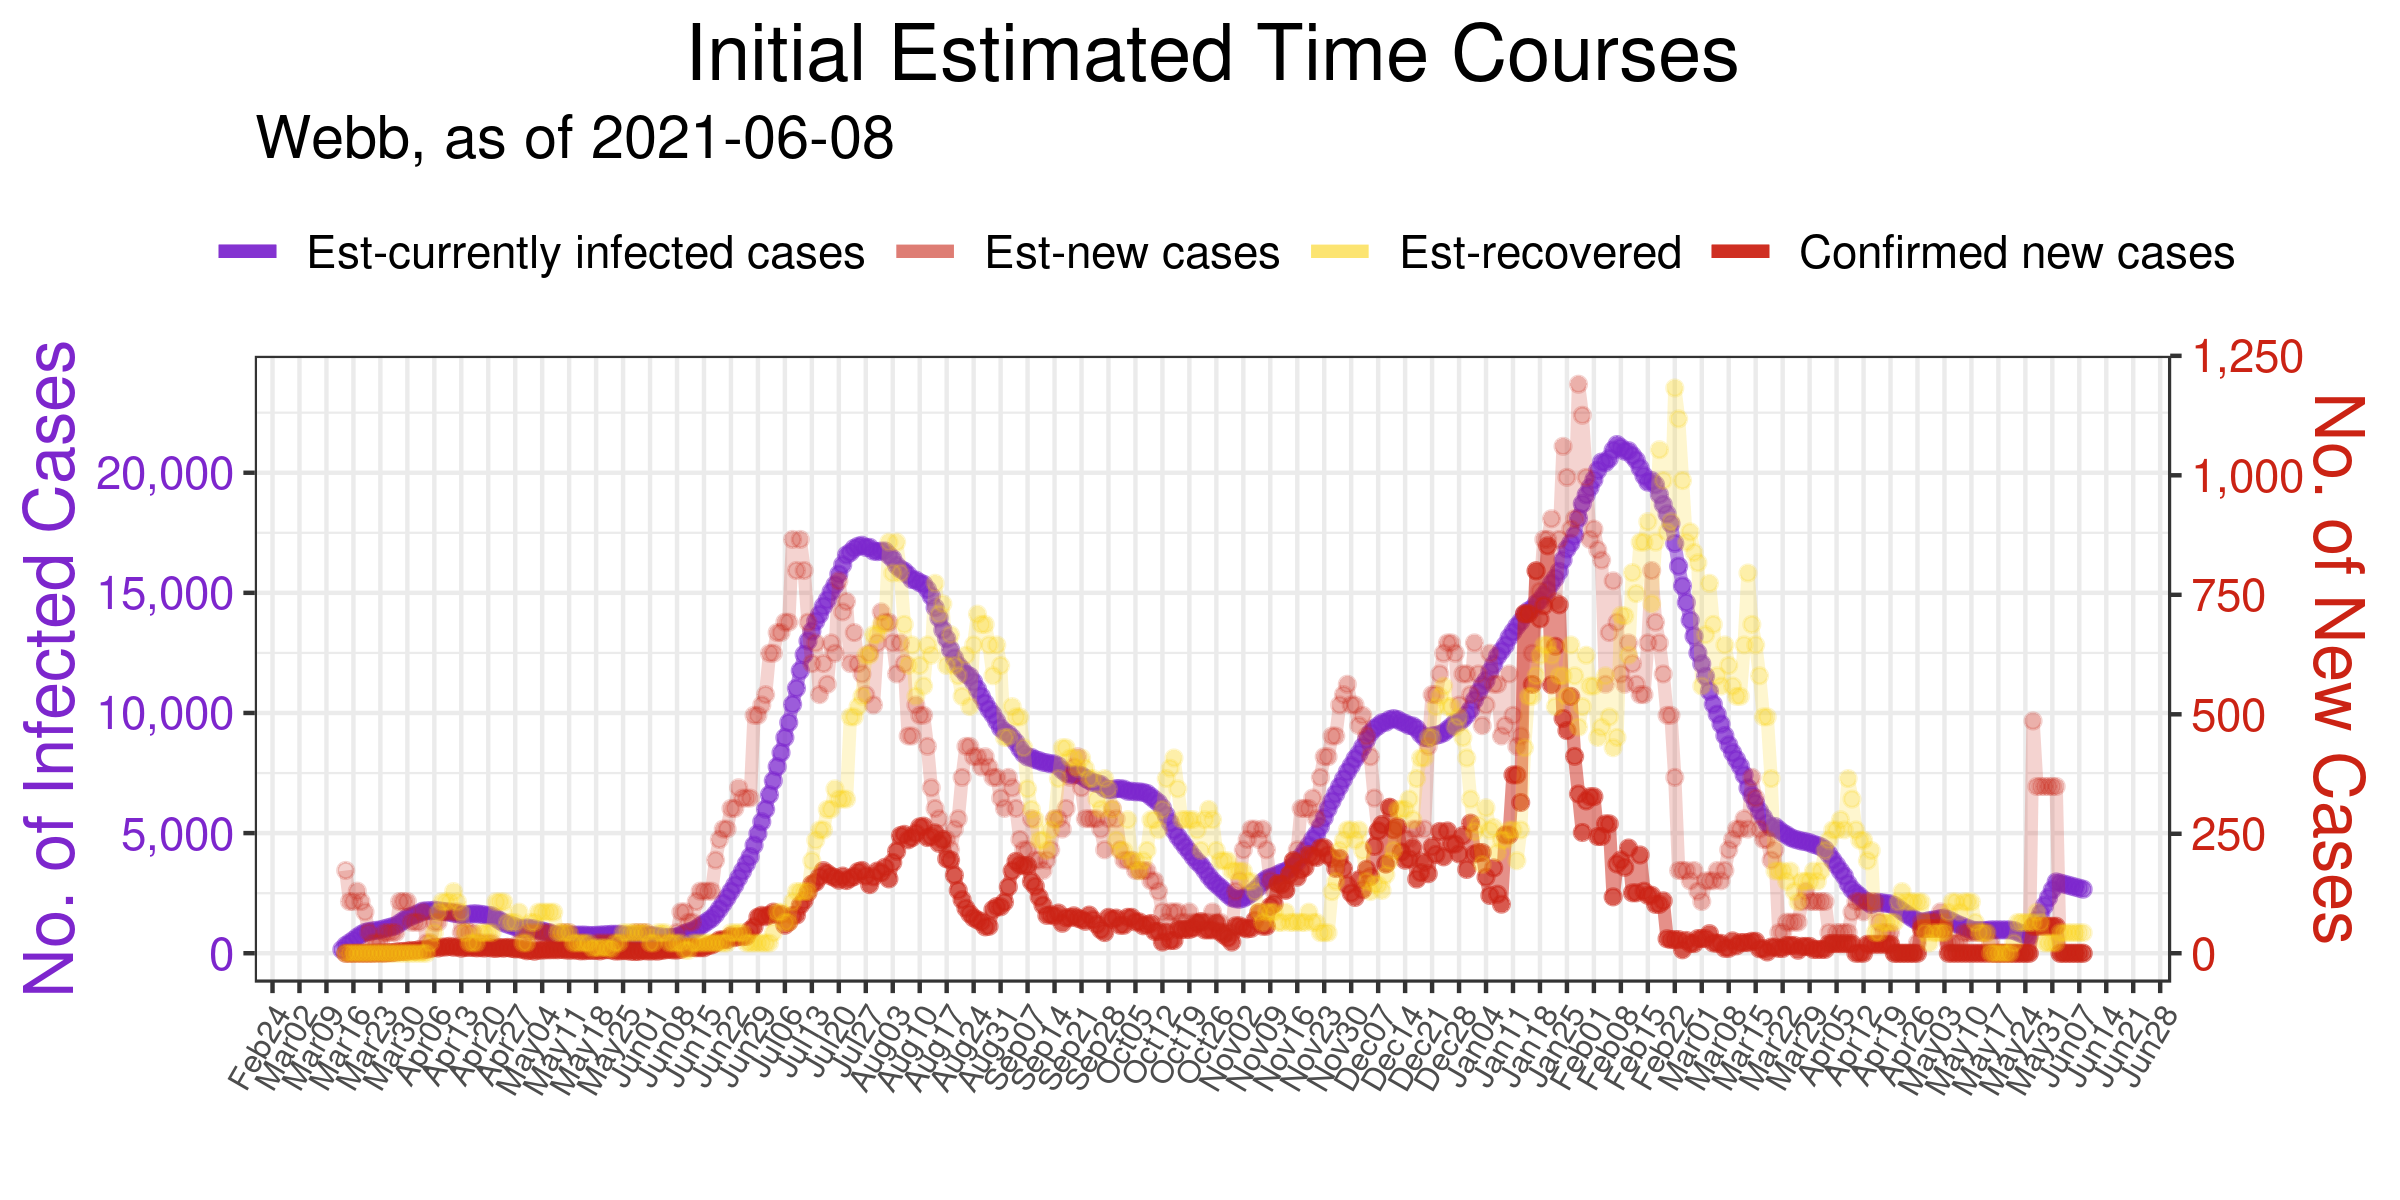 Initial Estimated Time Courses
Webb, as of 2021-06-08
Est-currently infected cases
Est-new cases
Est-recovered
Confirmed new cases
No. of Infected Cases
20,000
15,000
10,000
5,000
0
1,250
1,000
750
500
250
0
No. of New Cases
Feb24
Mar02
Mar09
Mar16
Mar23
Mar30
Apr06
Apr13
Apr20
Apr27
May04
May11
May18
May25
Jun01
Jun08
Jun15
Jun22
Jun29
Jul06
Jul13
Jul20
Jul27
Aug03
Aug10
Aug17
Aug24
Aug31
Sep07
Sep14
Sep21
Sep28
Oct05
Oct12
Oct19
Oct26
Nov02
Nov09
Nov16
Nov23
Nov30
Dec07
Dec14
Dec21
Dec28
Jan04
Jan11
Jan18
Jan25
Feb01
Feb08
Feb15
Feb22
Mar01
Mar08
Mar15
Mar22
Mar29
Apr05
Apr12
Apr19
Apr26
May03
May10
May17
May24
May31
Jun07
Jun14
Jun21
Jun28